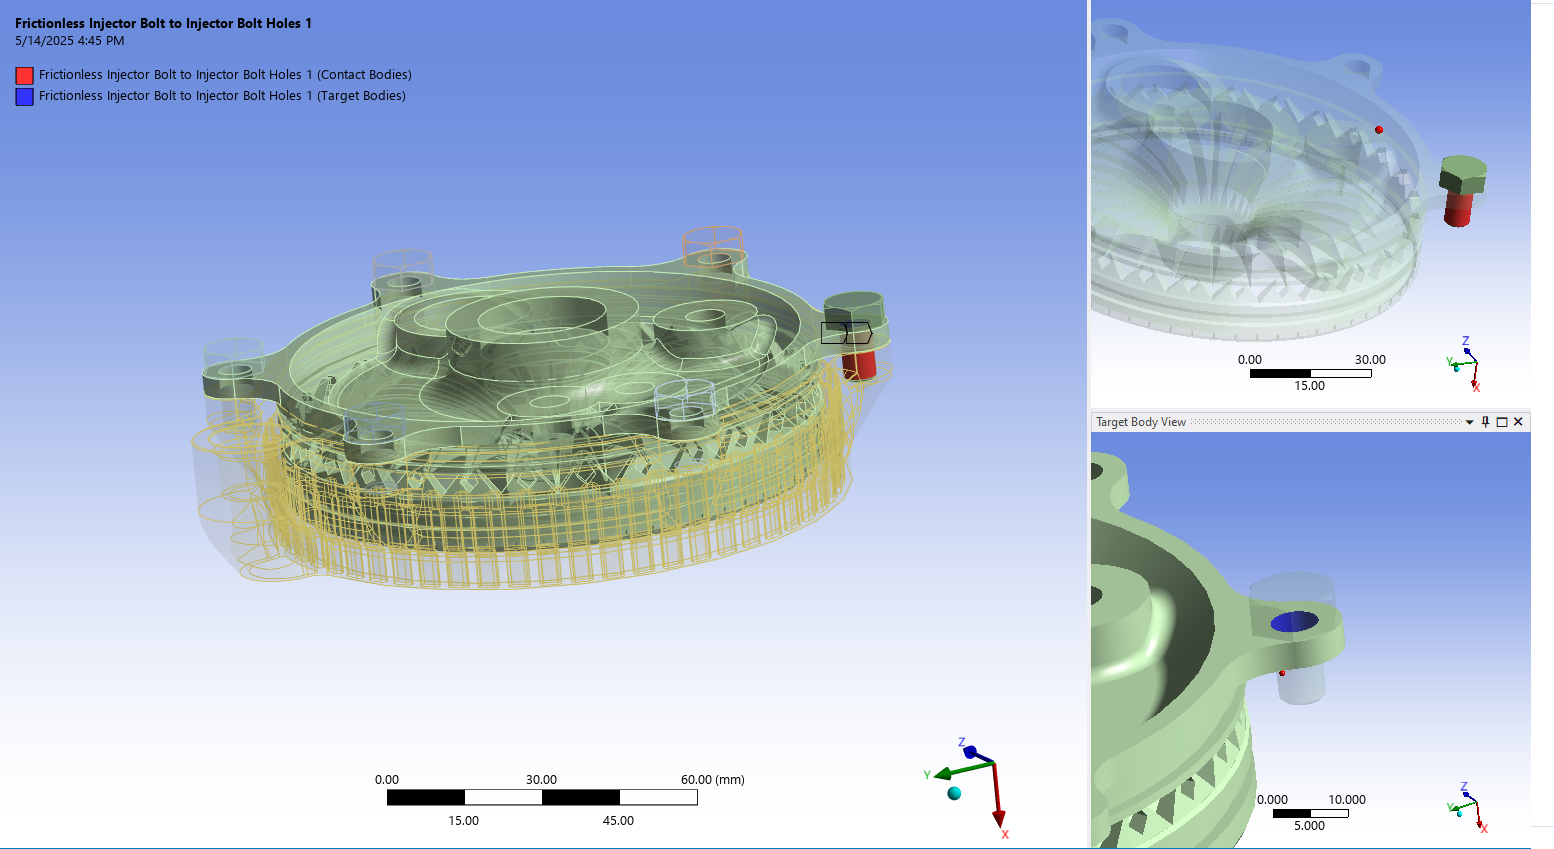 Frictionless Injector Bolt to Injector Bolt Holes 1
5/14/2025 4:45 PM
Frictionless Injector Bolt to Injector Bolt Holes 1 (Contact Bodies)
Frictionless Injector Bolt to Injector Bolt Holes 1 (Target Bodies)
0.00 30.00 60.00 (mm)
15.00 45.00
Z
Y
X
0.00 30.00
15.00
Z
Y
X
Target Body View
0.000 10.000
5.000
Z
Y
X